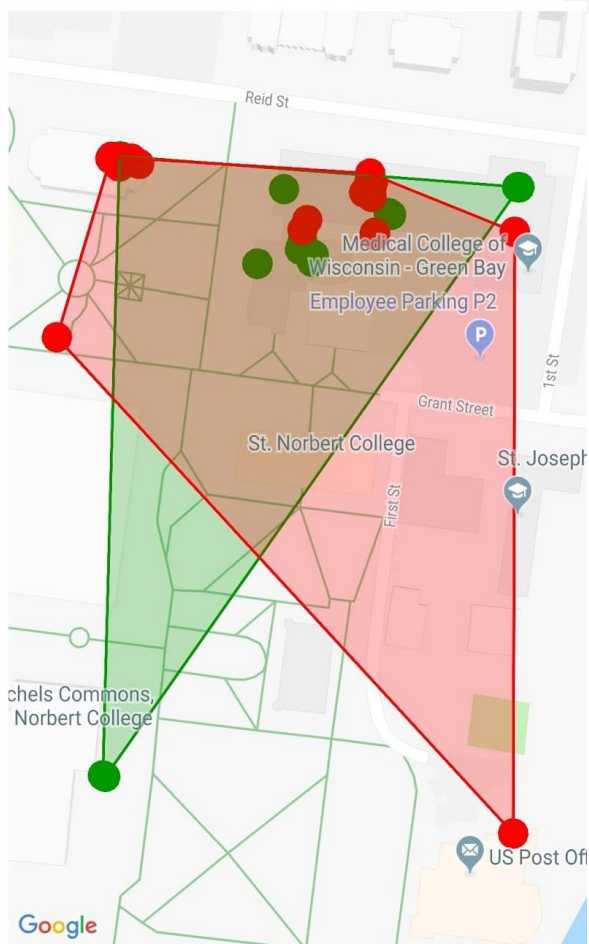 Reid St
Medical College of
Wisconsin - Green Bay
Employee Parking P2
P
1st St
Grant Street
St. Norbert College
St. Joseph
First St
chels Commons,
Norbert College
US Post Off
Google